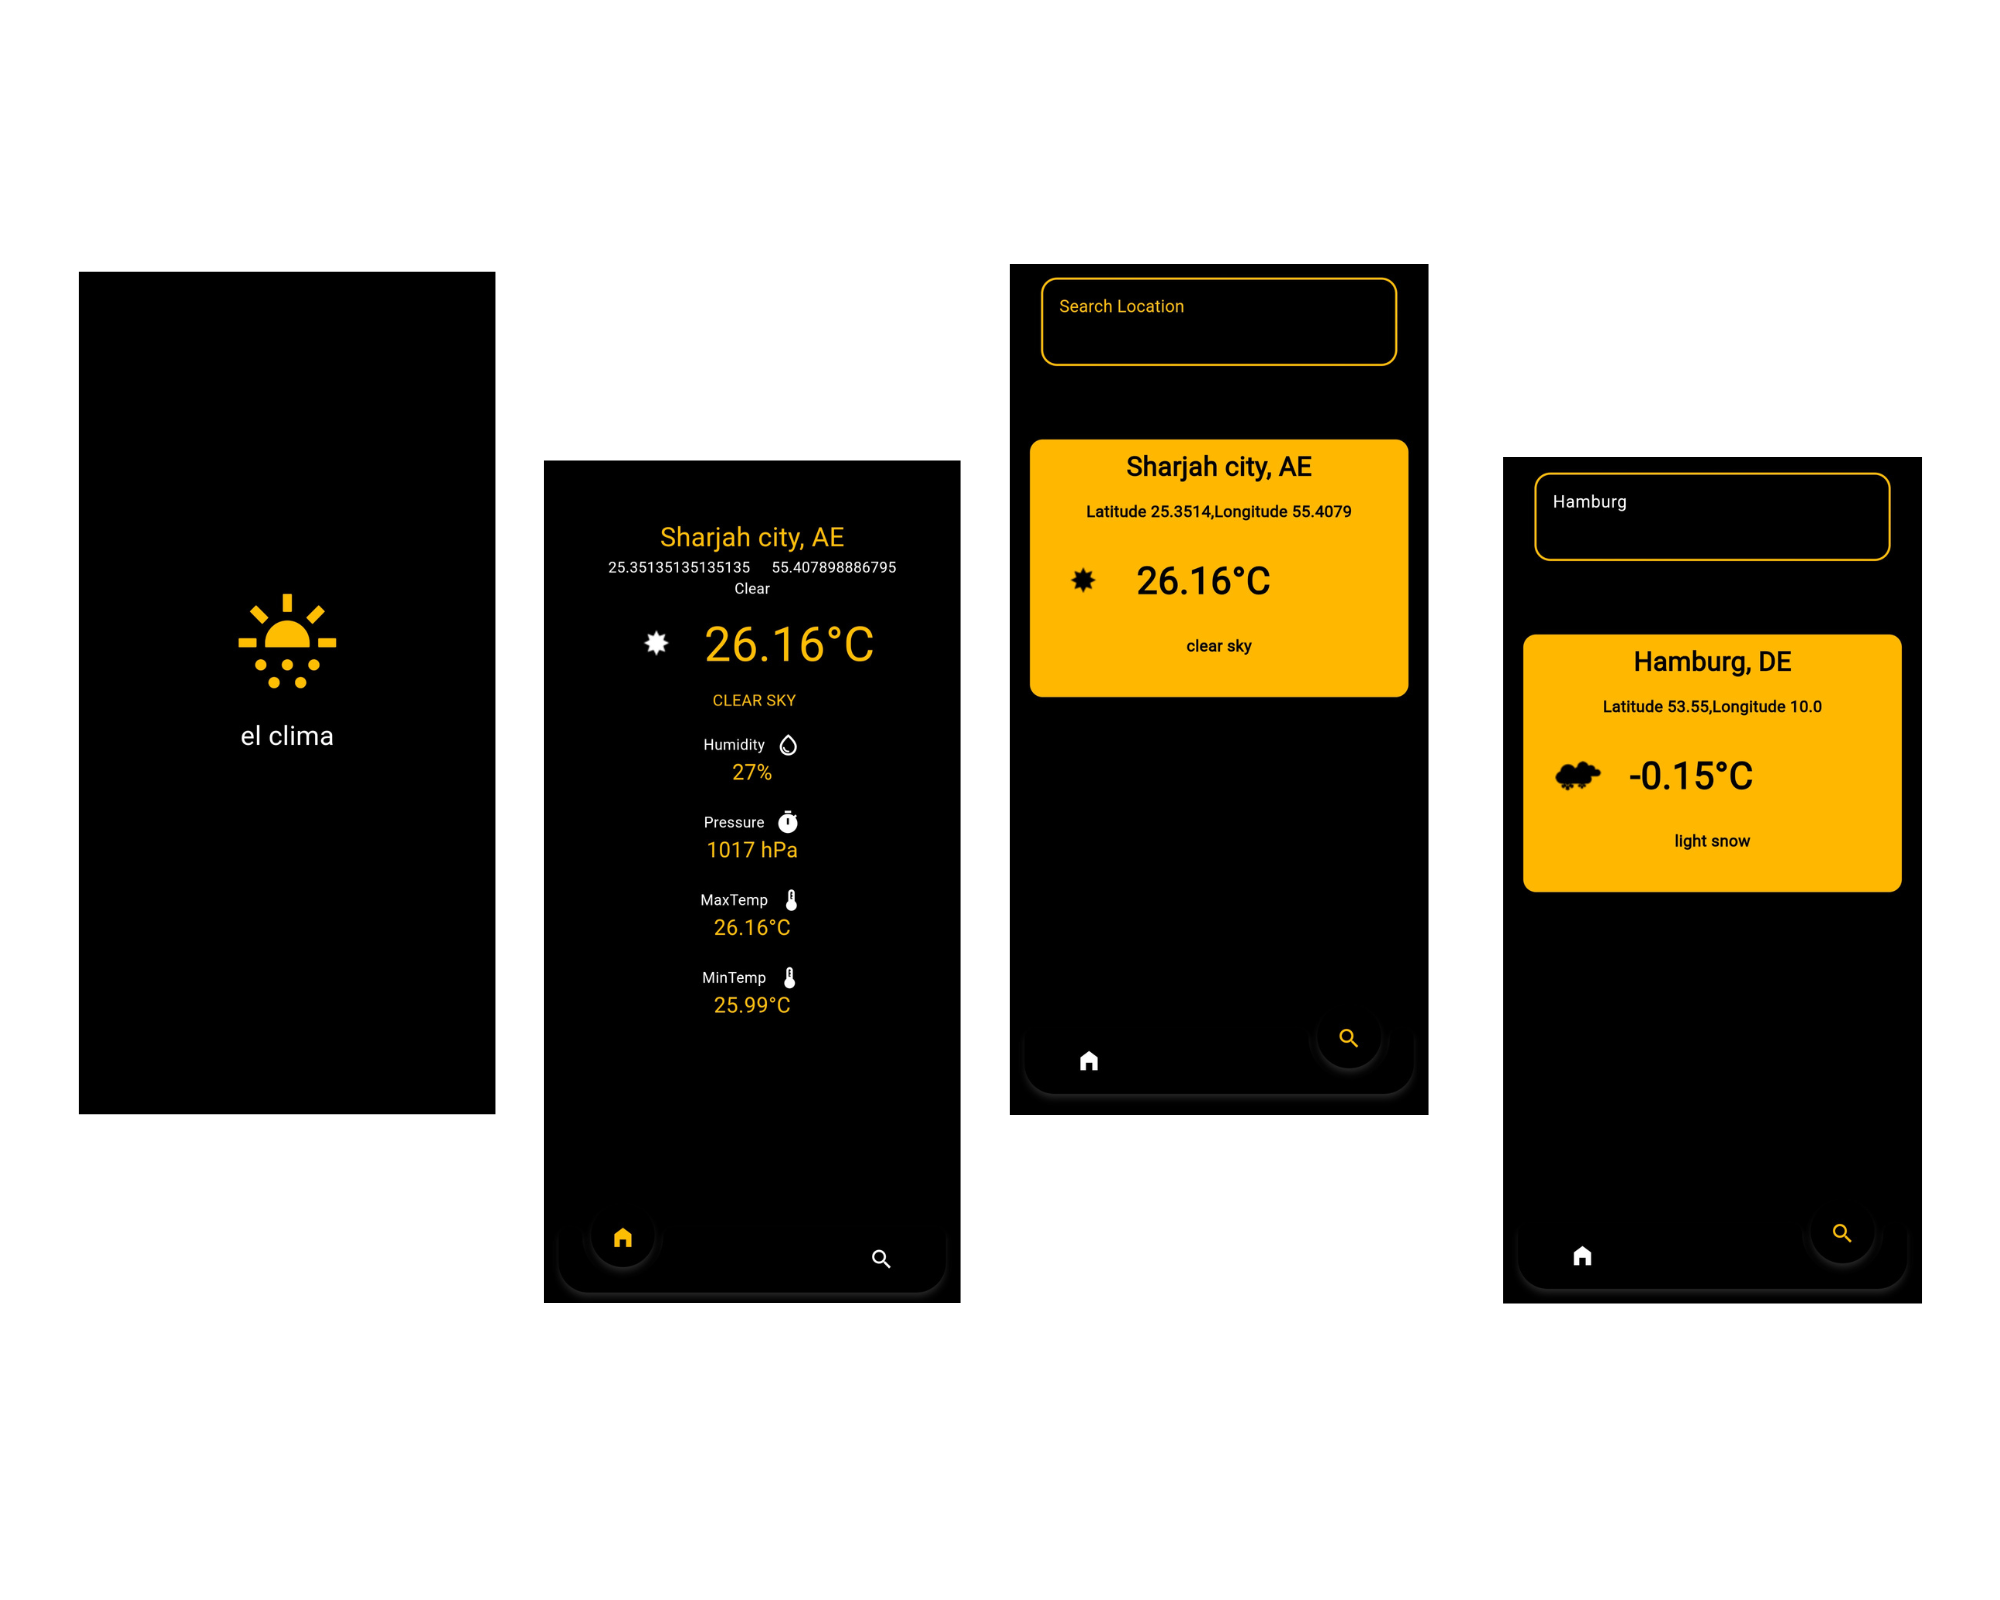 el clima
Sharjah city, AE
25.35135135135135 55.407898886795
Clear
26.16°C
CLEAR SKY
Humidity
27%
Pressure
1017 hPa
MaxTemp
26.16°C
MinTemp
25.99°C
Search Location
Sharjah city, AE
Latitude 25.3514,Longitude 55.4079
26.16°C
clear sky
Hamburg
Hamburg, DE
Latitude 53.55,Longitude 10.0
-0.15°C
light snow